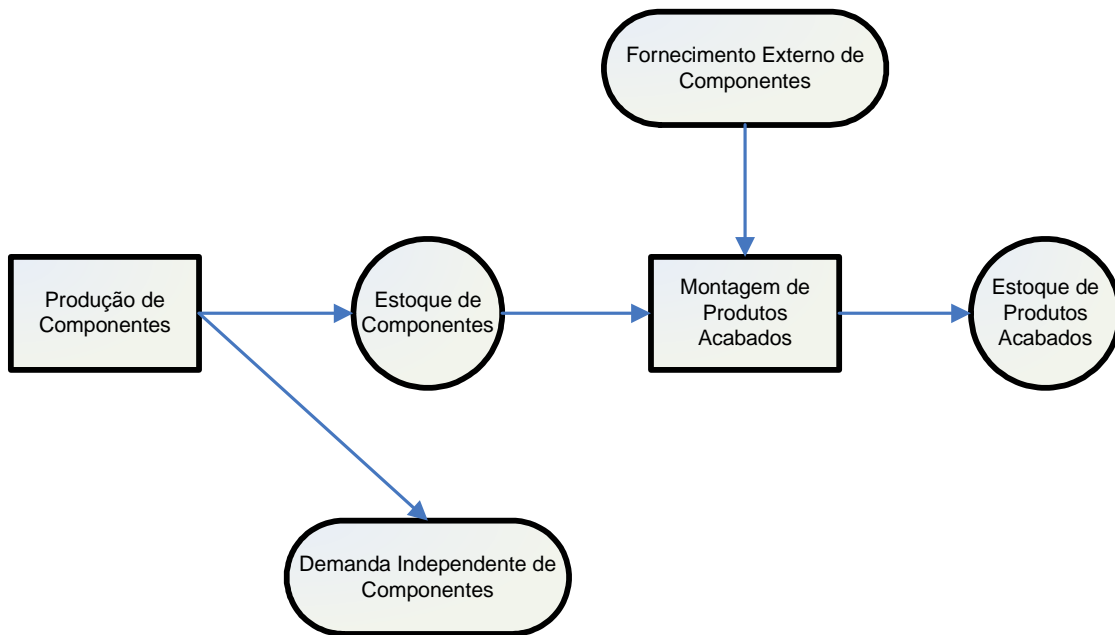 Fornecimento Externo de
Componentes
Produção de
Componentes
Estoque de
Componentes
Montagem de
Produtos
Acabados
Estoque de
Produtos
Acabados
Demanda Independente de
Componentes